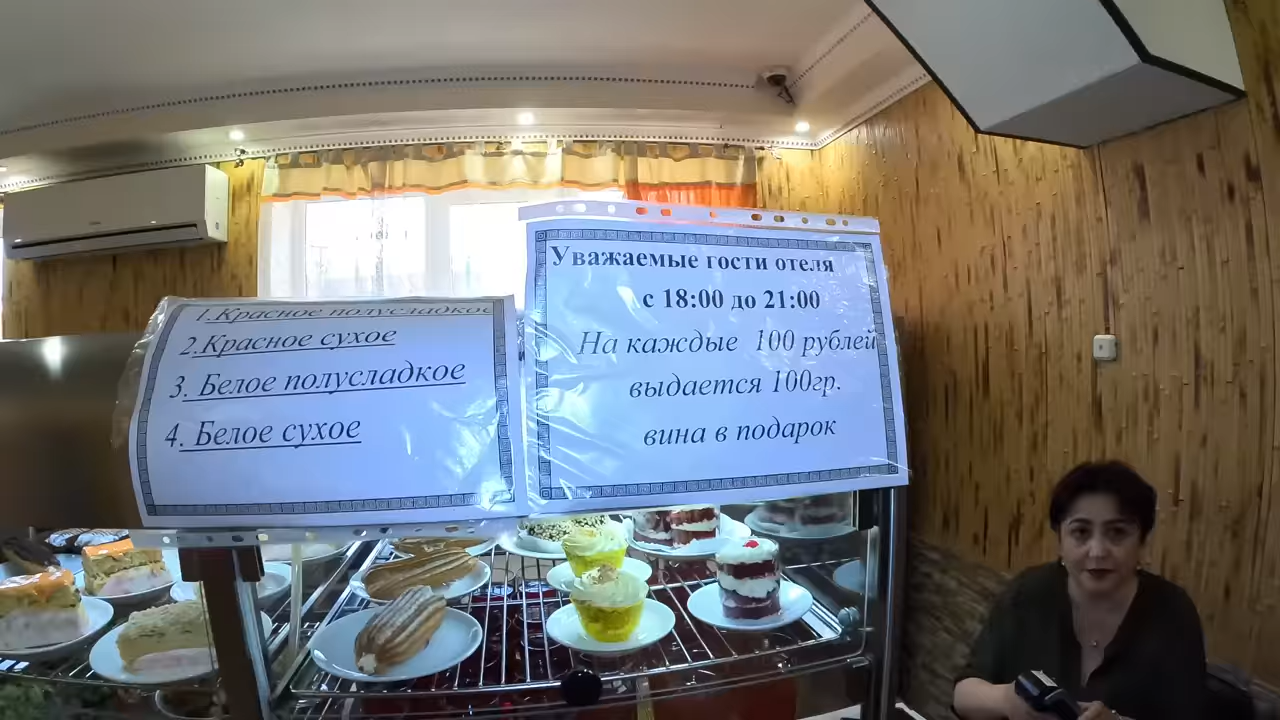 1.Красное полусладкое
2.Красное сухое
3. Белое полусладкое
4. Белое сухое
Уважаемые гости отеля
с 18:00 до 21:00
На каждые 100 рублей
выдается 100гр.
вина в подарок